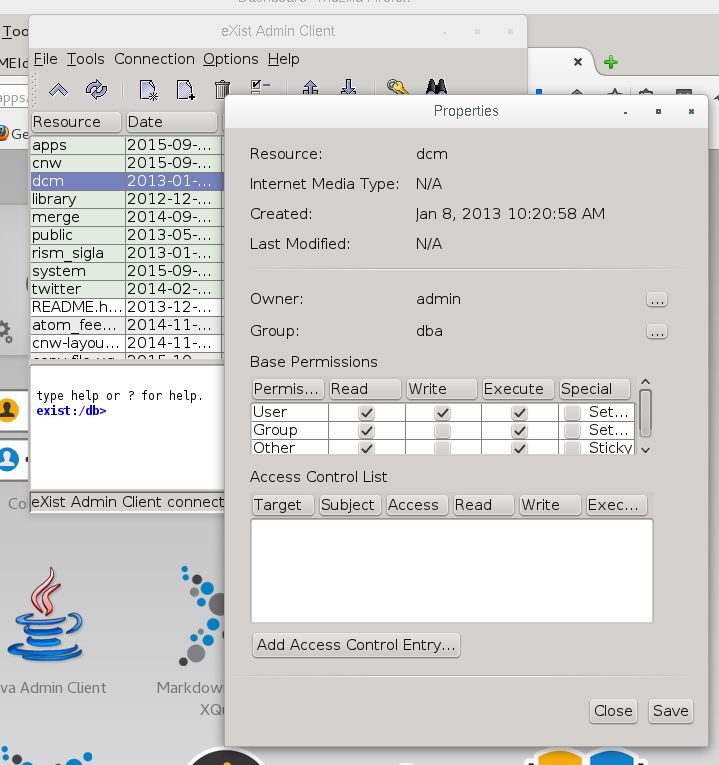 eXist Admin Client
File Tools Connection Options Help
Resource Date
apps 2015-09-...
cnw 2015-09-...
dcm 2013-01-...
library 2012-12-...
merge 2014-09-...
public 2013-05-...
rism_sigla 2013-01-...
system 2015-09-...
twitter 2014-02-...
README.h... 2013-12-...
atom_fee... 2014-11-...
cnw-layou... 2014-11-...
type help or ? for help.
exist:/db>
eXist Admin Client connect
Properties
Resource: dcm
Internet Media Type: N/A
Created: Jan 8, 2013 10:20:58 AM
Last Modified: N/A
Owner: admin ...
Group: dba ...
Base Permissions
Permis... Read Write Execute Special
User Set...
Group Set...
Other Sticky
Access Control List
Target Subject Access Read Write Exec...
Add Access Control Entry...
Close Save
va Admin Client
Markdow
XQ